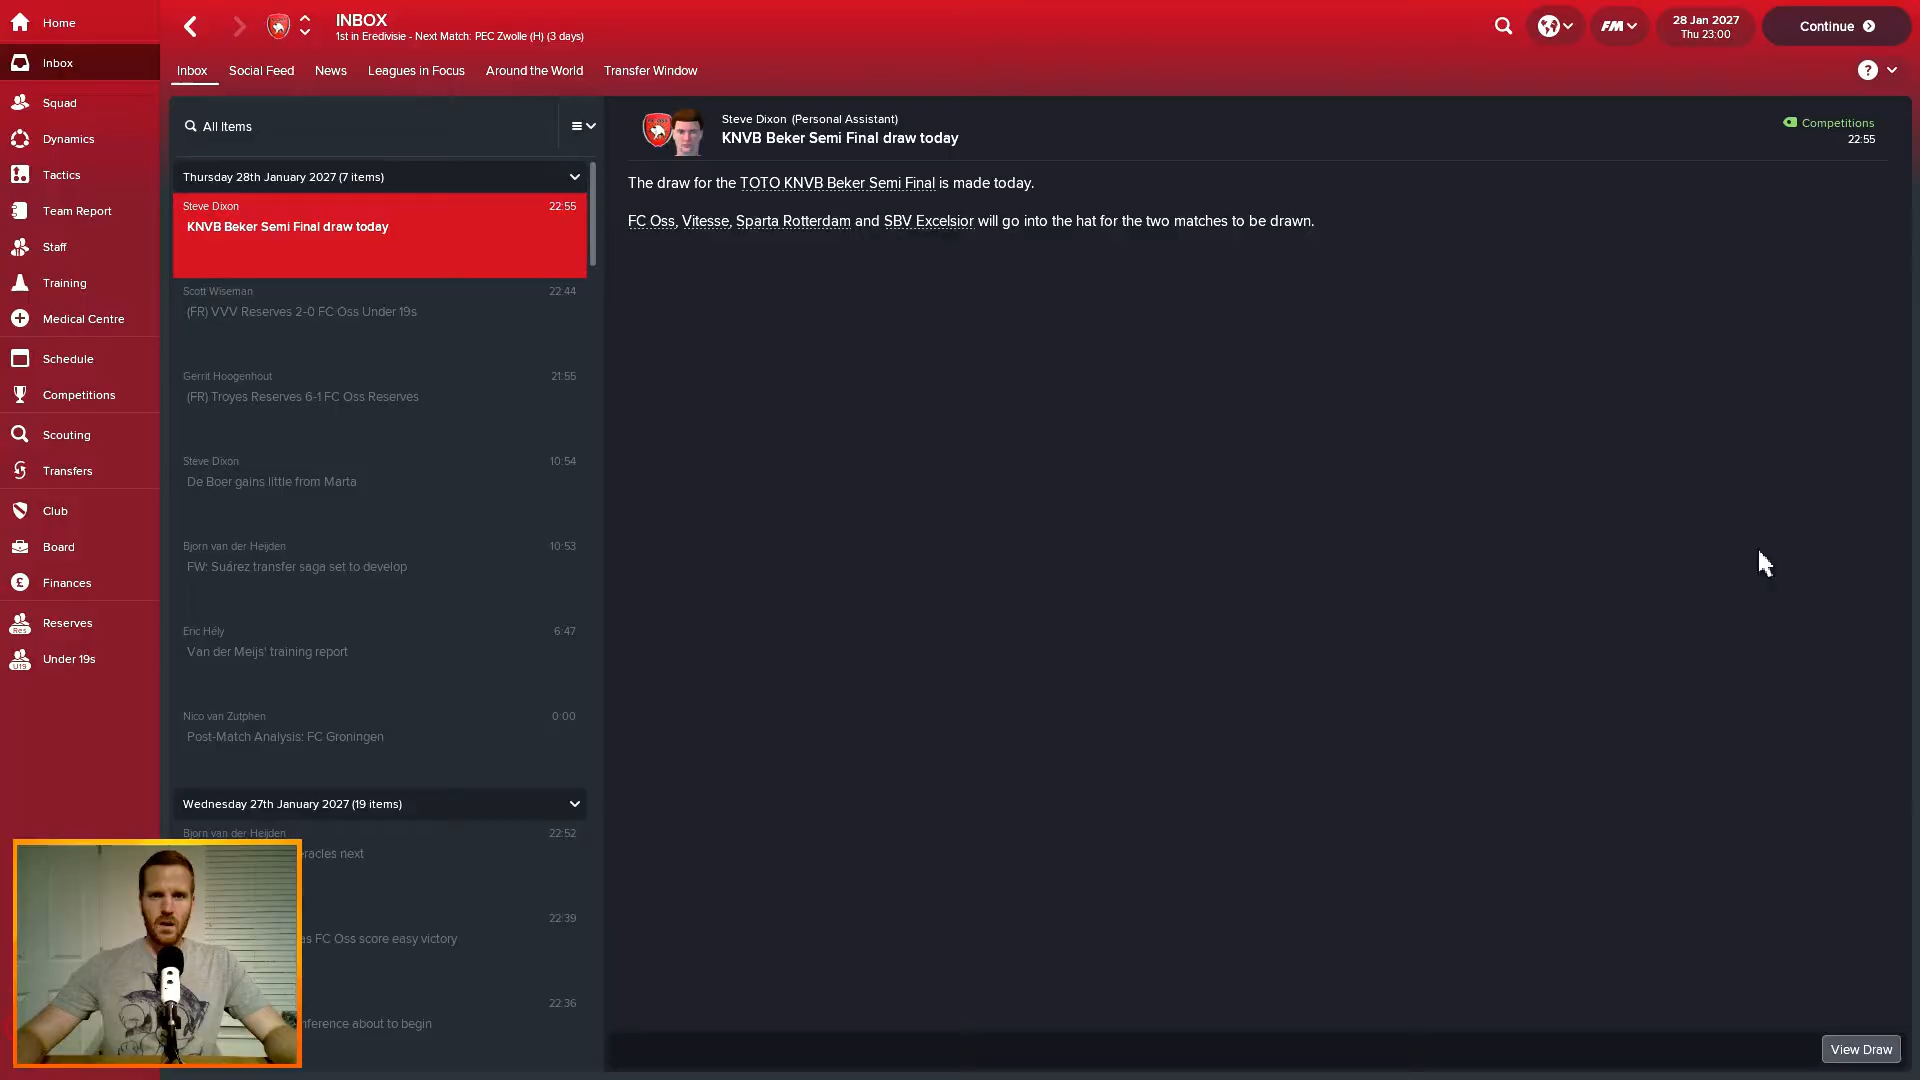 Home
Inbox
Squad
Dynamics
Tactics
Team Report
Staff
Training
Medical Centre
Schedule
Competitions
Scouting
Transfers
Club
Board
Finances
Reserves
Under 19s
INBOX
1st in Eredivisie - Next Match: PEC Zwolle (H) (3 days)
FM
28 Jan 2027
Thu 23:00
Continue
Inbox Social Feed News Leagues in Focus Around the World Transfer Window
?
All Items
Thursday 28th January 2027 (7 items)
Steve Dixon 22:55
KNVB Beker Semi Final draw today
Scott Wiseman 22:44
(FR) VVV Reserves 2-0 FC Oss Under 19s
Gerrit Hoogenhout 21:55
(FR) Troyes Reserves 6-1 FC Oss Reserves
Steve Dixon 10:54
De Boer gains little from Marta
Bjorn van der Heijden 10:53
FW: Suárez transfer saga set to develop
Eric Hély 6:47
Van der Meijs' training report
Nico van Zutphen 0:00
Post-Match Analysis: FC Groningen
Wednesday 27th January 2027 (19 items)
Bjorn van der Heijden 22:52
eracles next
22:39
as FC Oss score easy victory
22:36
nference about to begin
Steve Dixon (Personal Assistant)
KNVB Beker Semi Final draw today
Competitions
22:55
The draw for the TOTO KNVB Beker Semi Final is made today.
FC Oss, Vitesse, Sparta Rotterdam and SBV Excelsior will go into the hat for the two matches to be drawn.
View Draw